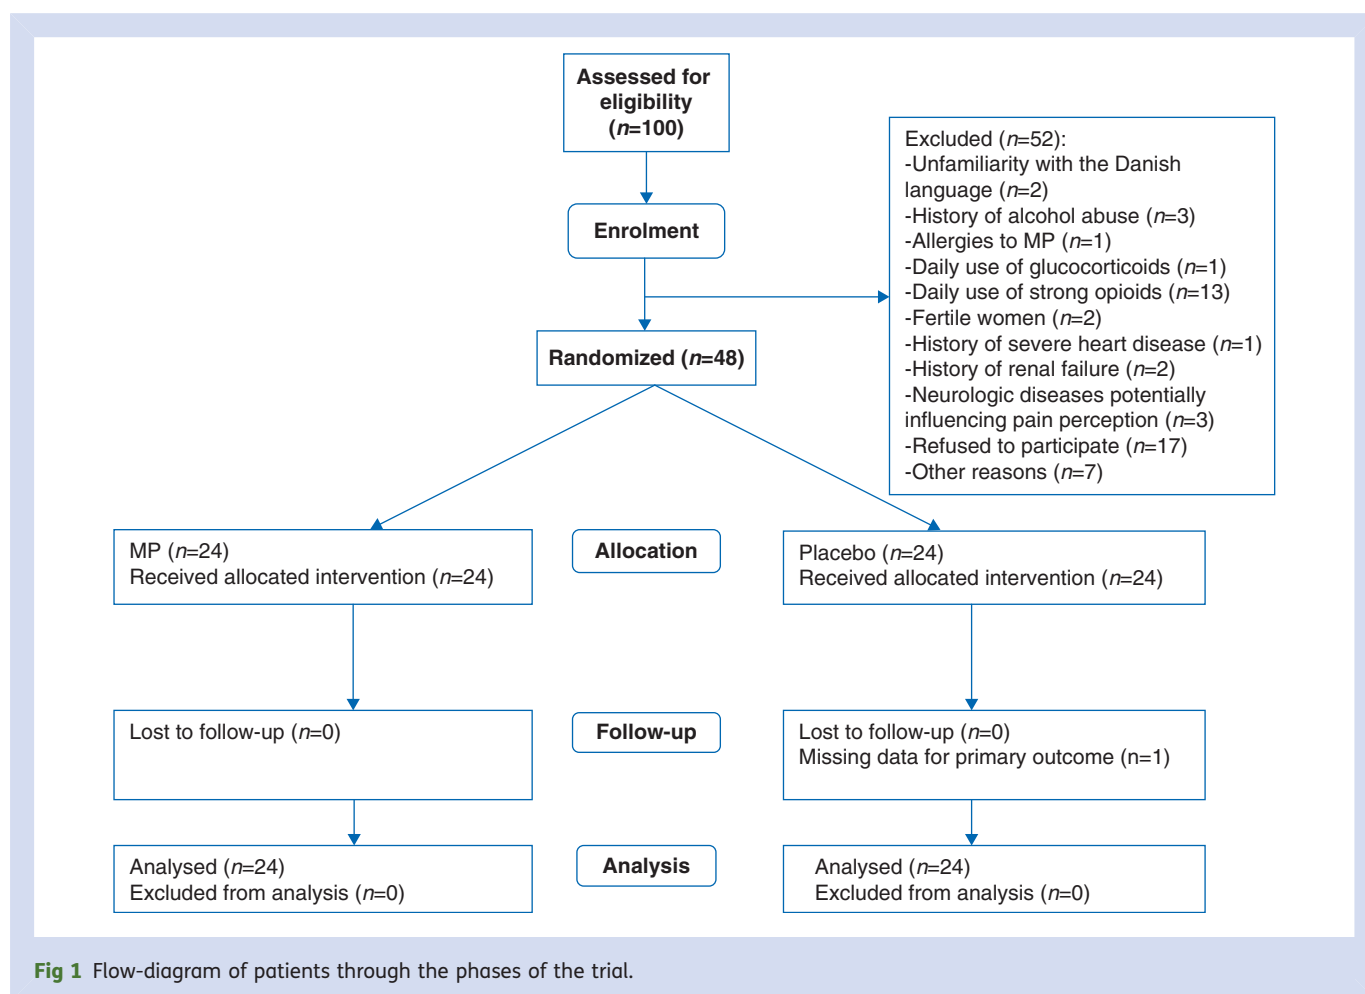 Assessed for
eligibility
(n=100)
Enrolment
Excluded (n=52):
-Unfamiliarity with the Danish
language (n=2)
-History of alcohol abuse (n=3)
-Allergies to MP (n=1)
-Daily use of glucocorticoids (n=1)
-Daily use of strong opioids (n=13)
-Fertile women (n=2)
-History of severe heart disease (n=1)
-History of renal failure (n=2)
-Neurologic diseases potentially
influencing pain perception (n=3)
-Refused to participate (n=17)
-Other reasons (n=7)
Randomized (n=48)
MP (n=24)
Received allocated intervention (n=24)
Allocation
Placebo (n=24)
Received allocated intervention (n=24)
Lost to follow-up (n=0)
Follow-up
Lost to follow-up (n=0)
Missing data for primary outcome (n=1)
Analysed (n=24)
Excluded from analysis (n=0)
Analysis
Analysed (n=24)
Excluded from analysis (n=0)
Fig 1 Flow-diagram of patients through the phases of the trial.